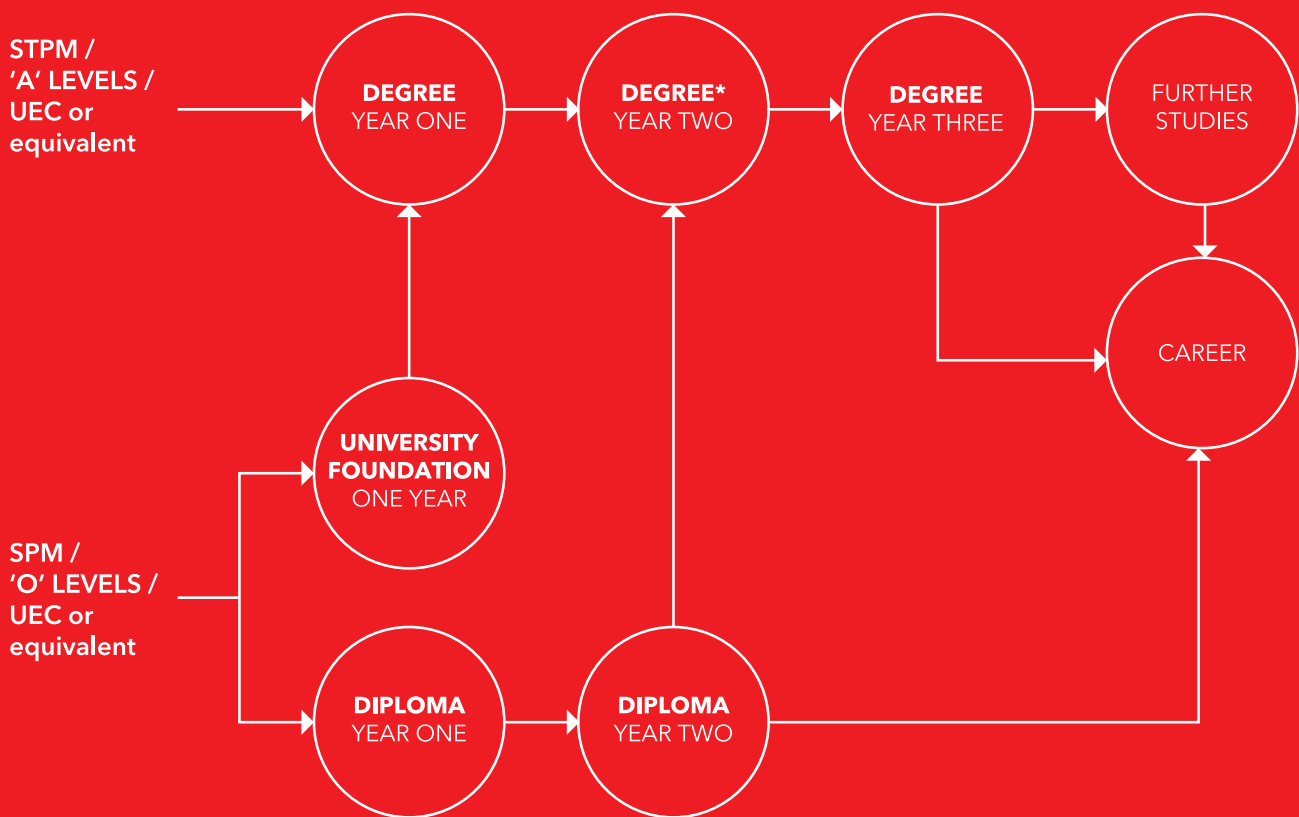 STPM /
‘A’ LEVELS /
UEC or
equivalent
DEGREE
YEAR ONE
DEGREE*
YEAR TWO
DEGREE
YEAR THREE
FURTHER
STUDIES
CAREER
UNIVERSITY
FOUNDATION
ONE YEAR
SPM /
‘O’ LEVELS /
UEC or
equivalent
DIPLOMA
YEAR ONE
DIPLOMA
YEAR TWO